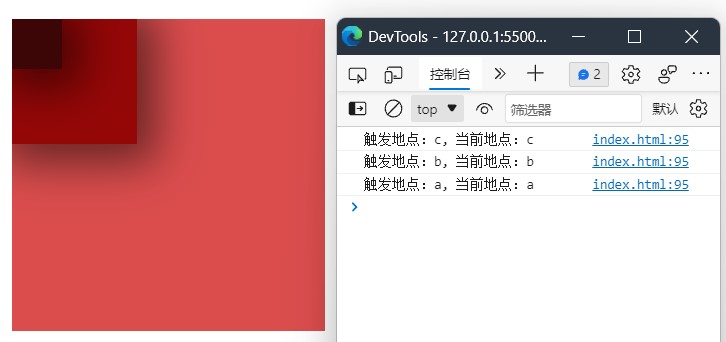 DevTools - 127.0.0.1:5500...
控制台
2
top
筛选器
默认
触发地点: c, 当前地点: c index.html:95
触发地点: b, 当前地点: b index.html:95
触发地点: a, 当前地点: a index.html:95